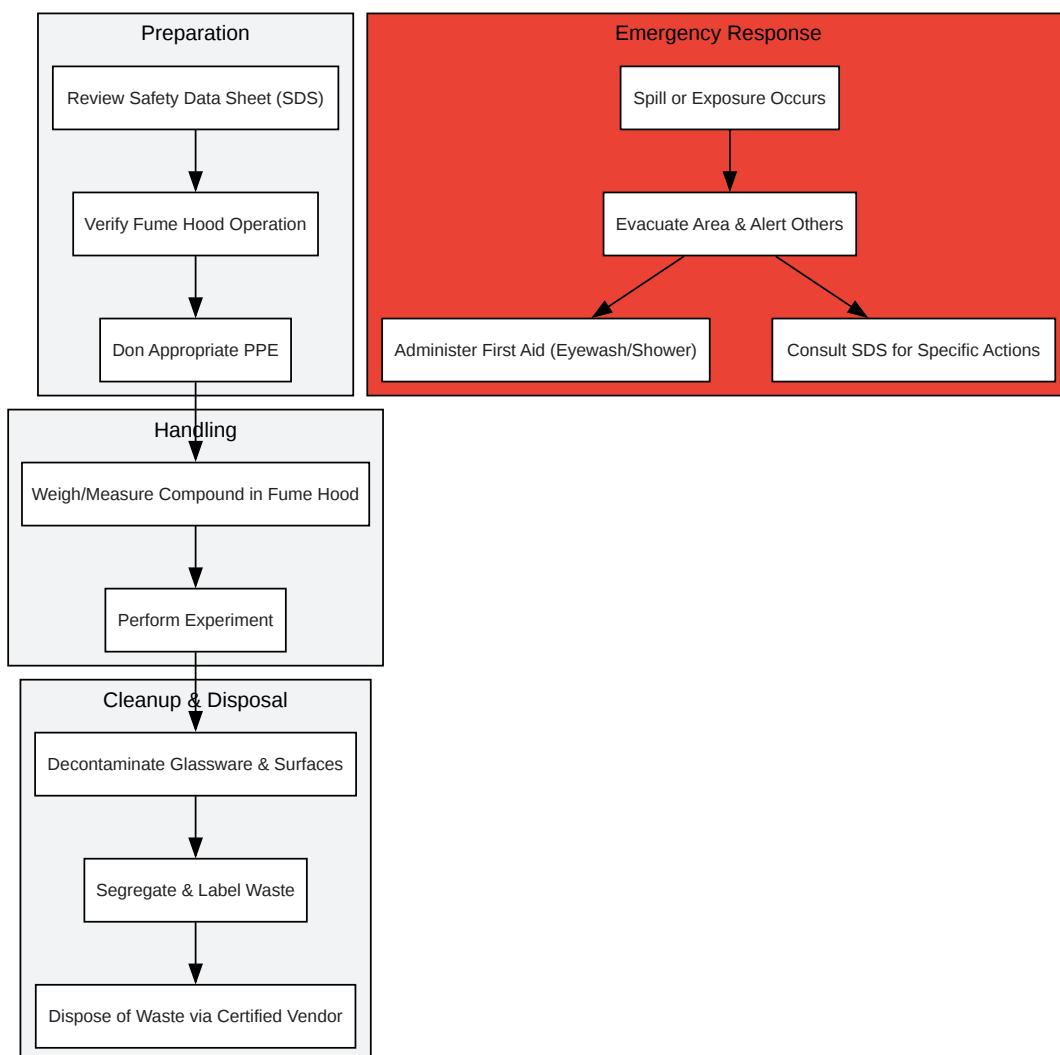 Preparation
Review Safety Data Sheet (SDS)
Verify Fume Hood Operation
Don Appropriate PPE
Emergency Response
Spill or Exposure Occurs
Evacuate Area & Alert Others
Administer First Aid (Eyewash/Shower)
Consult SDS for Specific Actions
Handling
Weigh/Measure Compound in Fume Hood
Perform Experiment
Cleanup & Disposal
Decontaminate Glassware & Surfaces
Segregate & Label Waste
Dispose of Waste via Certified Vendor